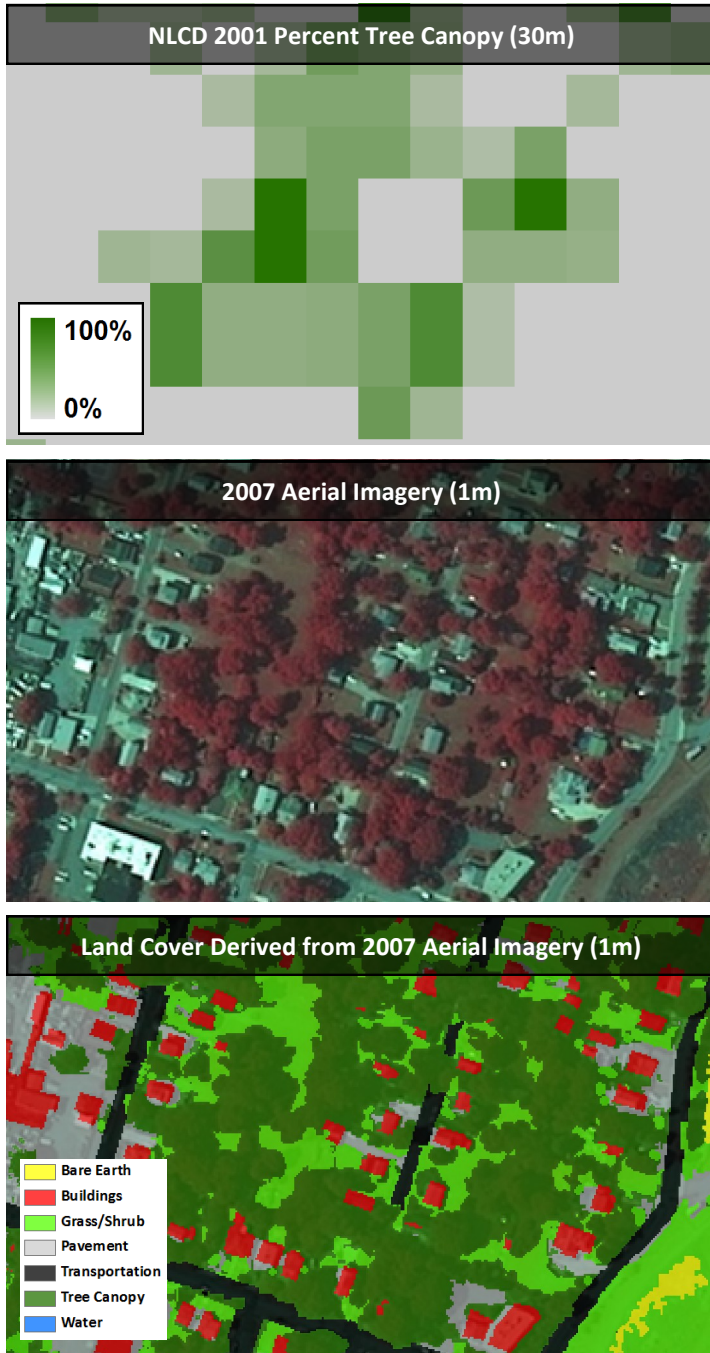 NLCD 2001 Percent Tree Canopy (30m)
100%
0%
2007 Aerial Imagery (1m)
Land Cover Derived from 2007 Aerial Imagery (1m)
Bare Earth
Buildings
Grass/Shrub
Pavement
Transportation
Tree Canopy
Water